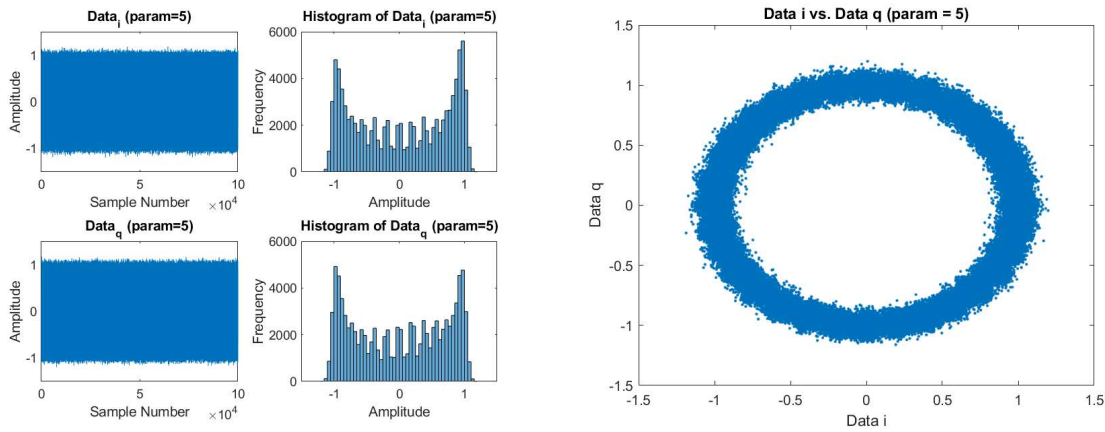 Data_i (param=5)
Amplitude
1
0
-1
0
5
10
Sample Number
×10^4
Histogram of Data_i (param=5)
Frequency
6000
4000
2000
0
-1
0
1
Amplitude
Data_q (param=5)
Amplitude
1
0
-1
0
5
10
Sample Number
×10^4
Histogram of Data_q (param=5)
Frequency
6000
4000
2000
0
-1
0
1
Amplitude
Data i vs. Data q (param = 5)
Data q
1.5
1
0.5
0
-0.5
-1
-1.5
-1
-0.5
0
0.5
1
1.5
Data i